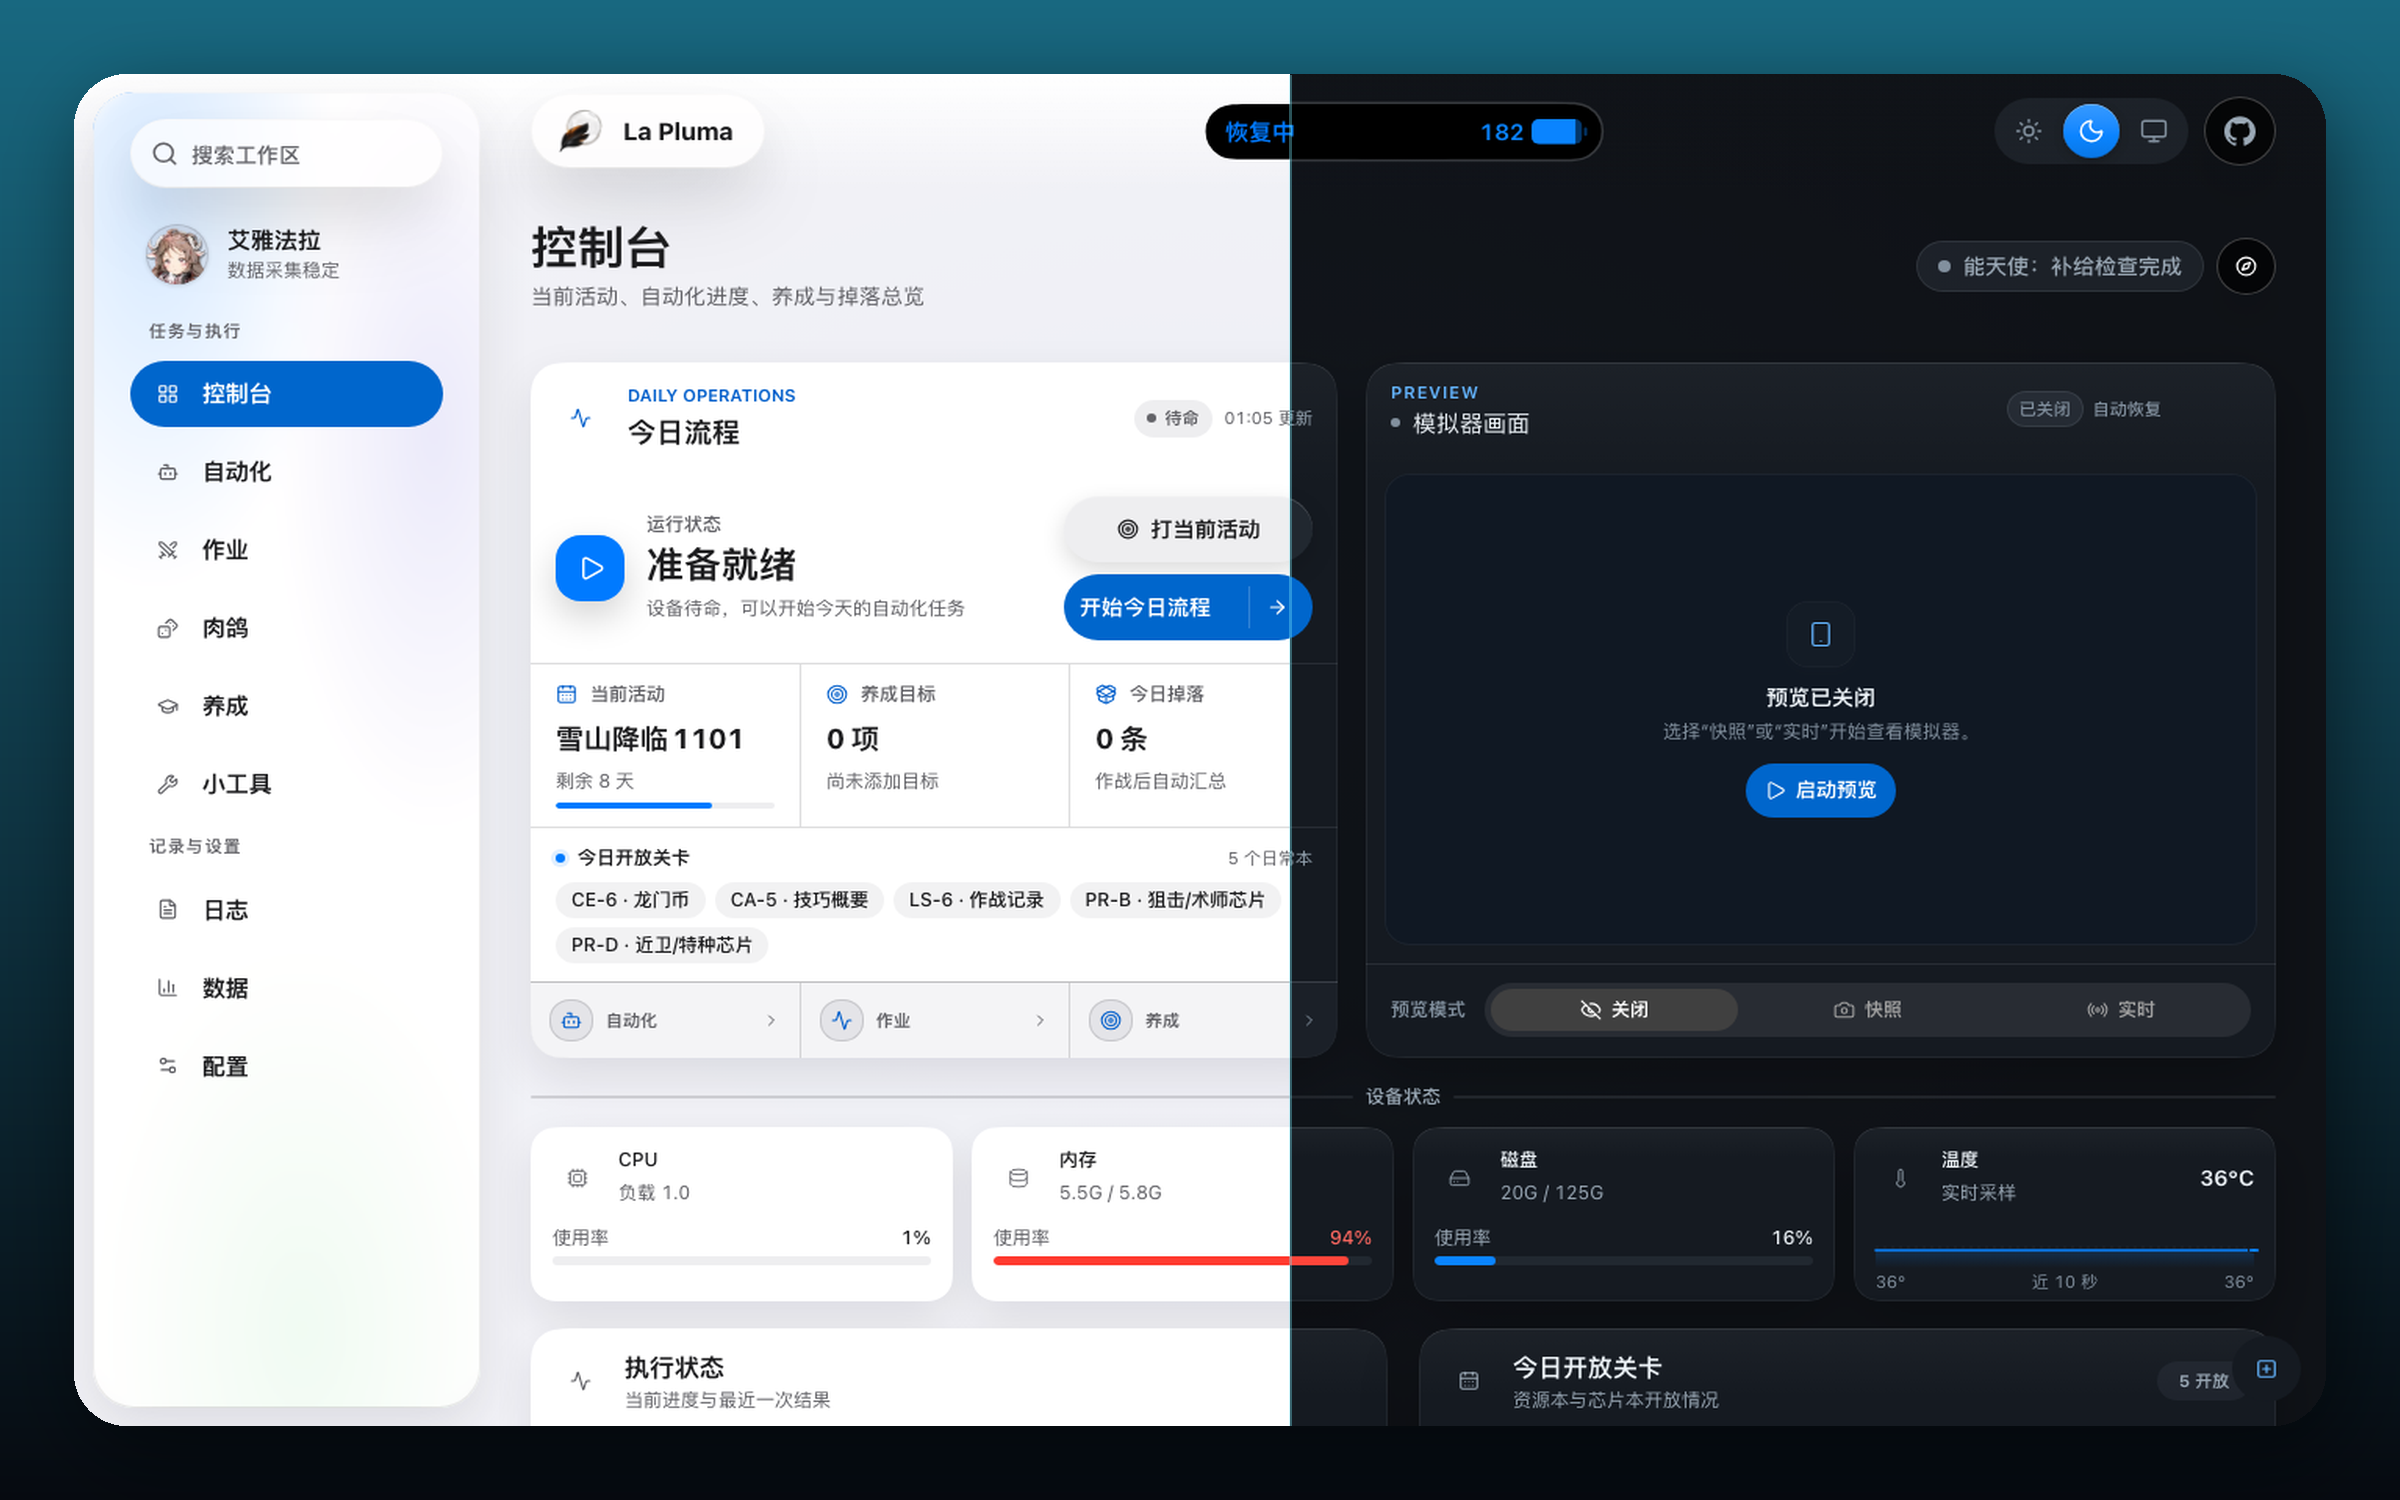 搜索工作区
艾雅法拉
数据采集稳定
任务与执行
控制台
自动化
作业
肉鸽
养成
小工具
记录与设置
日志
数据
配置
La Pluma
恢复中
182
控制台
当前活动、自动化进度、养成与掉落总览
能天使：补给检查完成
DAILY OPERATIONS
今日流程
待命
01:05 更新
运行状态
准备就绪
设备待命，可以开始今天的自动化任务
打当前活动
开始今日流程
当前活动
雪山降临 1101
剩余 8 天
养成目标
0 项
尚未添加目标
今日掉落
0 条
作战后自动汇总
今日开放关卡
5 个日常本
CE-6 · 龙门币
CA-5 · 技巧概要
LS-6 · 作战记录
PR-B · 狙击/术师芯片
PR-D · 近卫/特种芯片
自动化
作业
养成
PREVIEW
模拟器画面
已关闭
自动恢复
预览已关闭
选择“快照”或“实时”开始查看模拟器。
启动预览
预览模式
关闭
快照
实时
设备状态
CPU
负载 1.0
使用率
1%
内存
5.5G / 5.8G
使用率
94%
磁盘
20G / 125G
使用率
16%
温度
实时采样
36°C
36°
近 10 秒
36°
执行状态
当前进度与最近一次结果
今日开放关卡
资源本与芯片本开放情况
5 开放